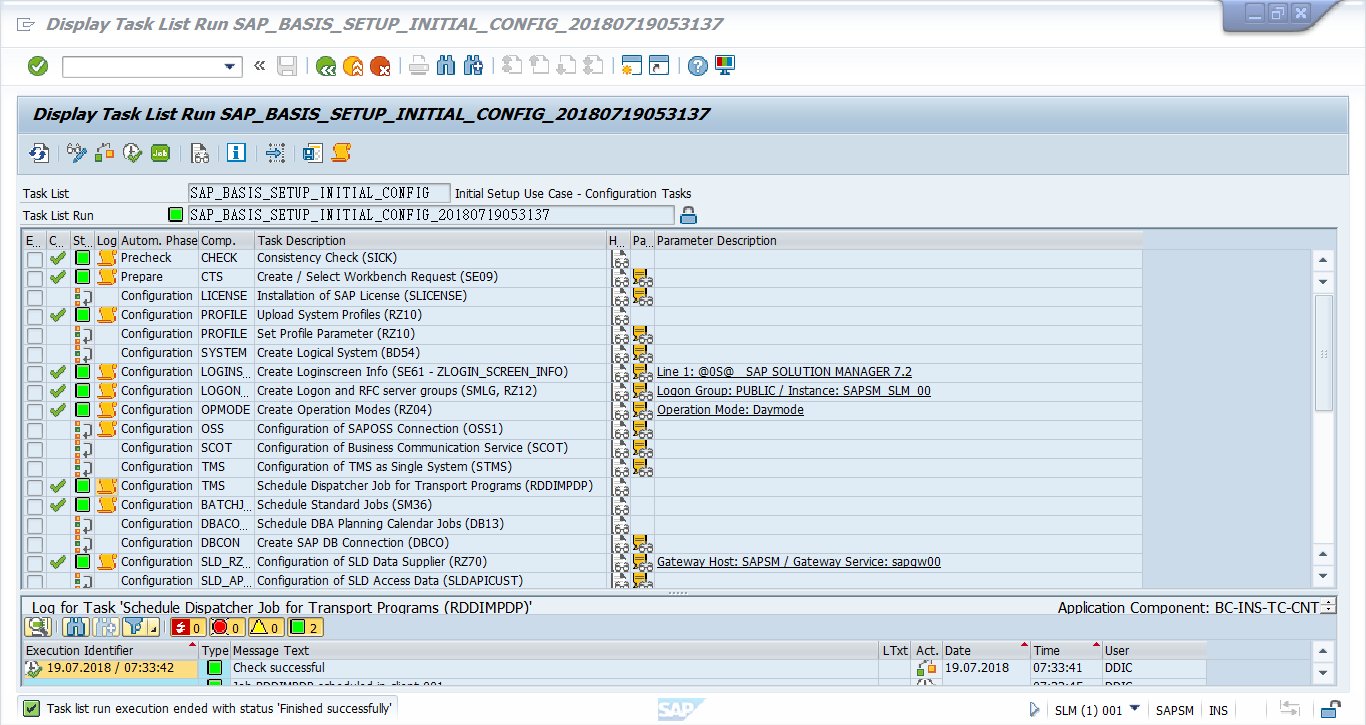 Display Task List Run SAP_BASIS_SETUP_INITIAL_CONFIG_20180719053137
Display Task List Run SAP_BASIS_SETUP_INITIAL_CONFIG_20180719053137
Job
Task List SAP_BASIS_SETUP_INITIAL_CONFIG Initial Setup Use Case - Configuration Tasks
Task List Run SAP_BASIS_SETUP_INITIAL_CONFIG_20180719053137
E... C... St... Log Autom. Phase Comp. Task Description H... Pa... Parameter Description
Precheck CHECK Consistency Check (SICK)
Prepare CTS Create / Select Workbench Request (SE09)
Configuration LICENSE Installation of SAP License (SLICENSE)
Configuration PROFILE Upload System Profiles (RZ10)
Configuration PROFILE Set Profile Parameter (RZ10)
Configuration SYSTEM Create Logical System (BD54)
Configuration LOGINS... Create Loginscreen Info (SE61 - ZLOGIN_SCREEN_INFO) Line 1: @0S@ SAP SOLUTION MANAGER 7.2
Configuration LOGON... Create Logon and RFC server groups (SMLG, RZ12) Logon Group: PUBLIC / Instance: SAPSM_SLM_00
Configuration OPMODE Create Operation Modes (RZ04) Operation Mode: Daymode
Configuration OSS Configuration of SAPOSS Connection (OSS1)
Configuration SCOT Configuration of Business Communication Service (SCOT)
Configuration TMS Configuration of TMS as Single System (STMS)
Configuration TMS Schedule Dispatcher Job for Transport Programs (RDDIMPDP)
Configuration BATCHJ... Schedule Standard Jobs (SM36)
Configuration DBACO... Schedule DBA Planning Calendar Jobs (DB13)
Configuration DBCON Create SAP DB Connection (DBCO)
Configuration SLD_RZ... Configuration of SLD Data Supplier (RZ70) Gateway Host: SAPSM / Gateway Service: sapgw00
Configuration SLD_AP... Configuration of SLD Access Data (SLDAPICUST)
Log for Task 'Schedule Dispatcher Job for Transport Programs (RDDIMPDP)' Application Component: BC-INS-TC-CNT
0 0 0 2
Execution Identifier Type Message Text LTxt Act. Date Time User
19.07.2018 / 07:33:42 Check successful 19.07.2018 07:33:41 DDIC
Job RDDIMPDP scheduled in client 001 07:33:45 DDIC
Task list run execution ended with status 'Finished successfully' SAP SLM (1) 001 SAPSM INS